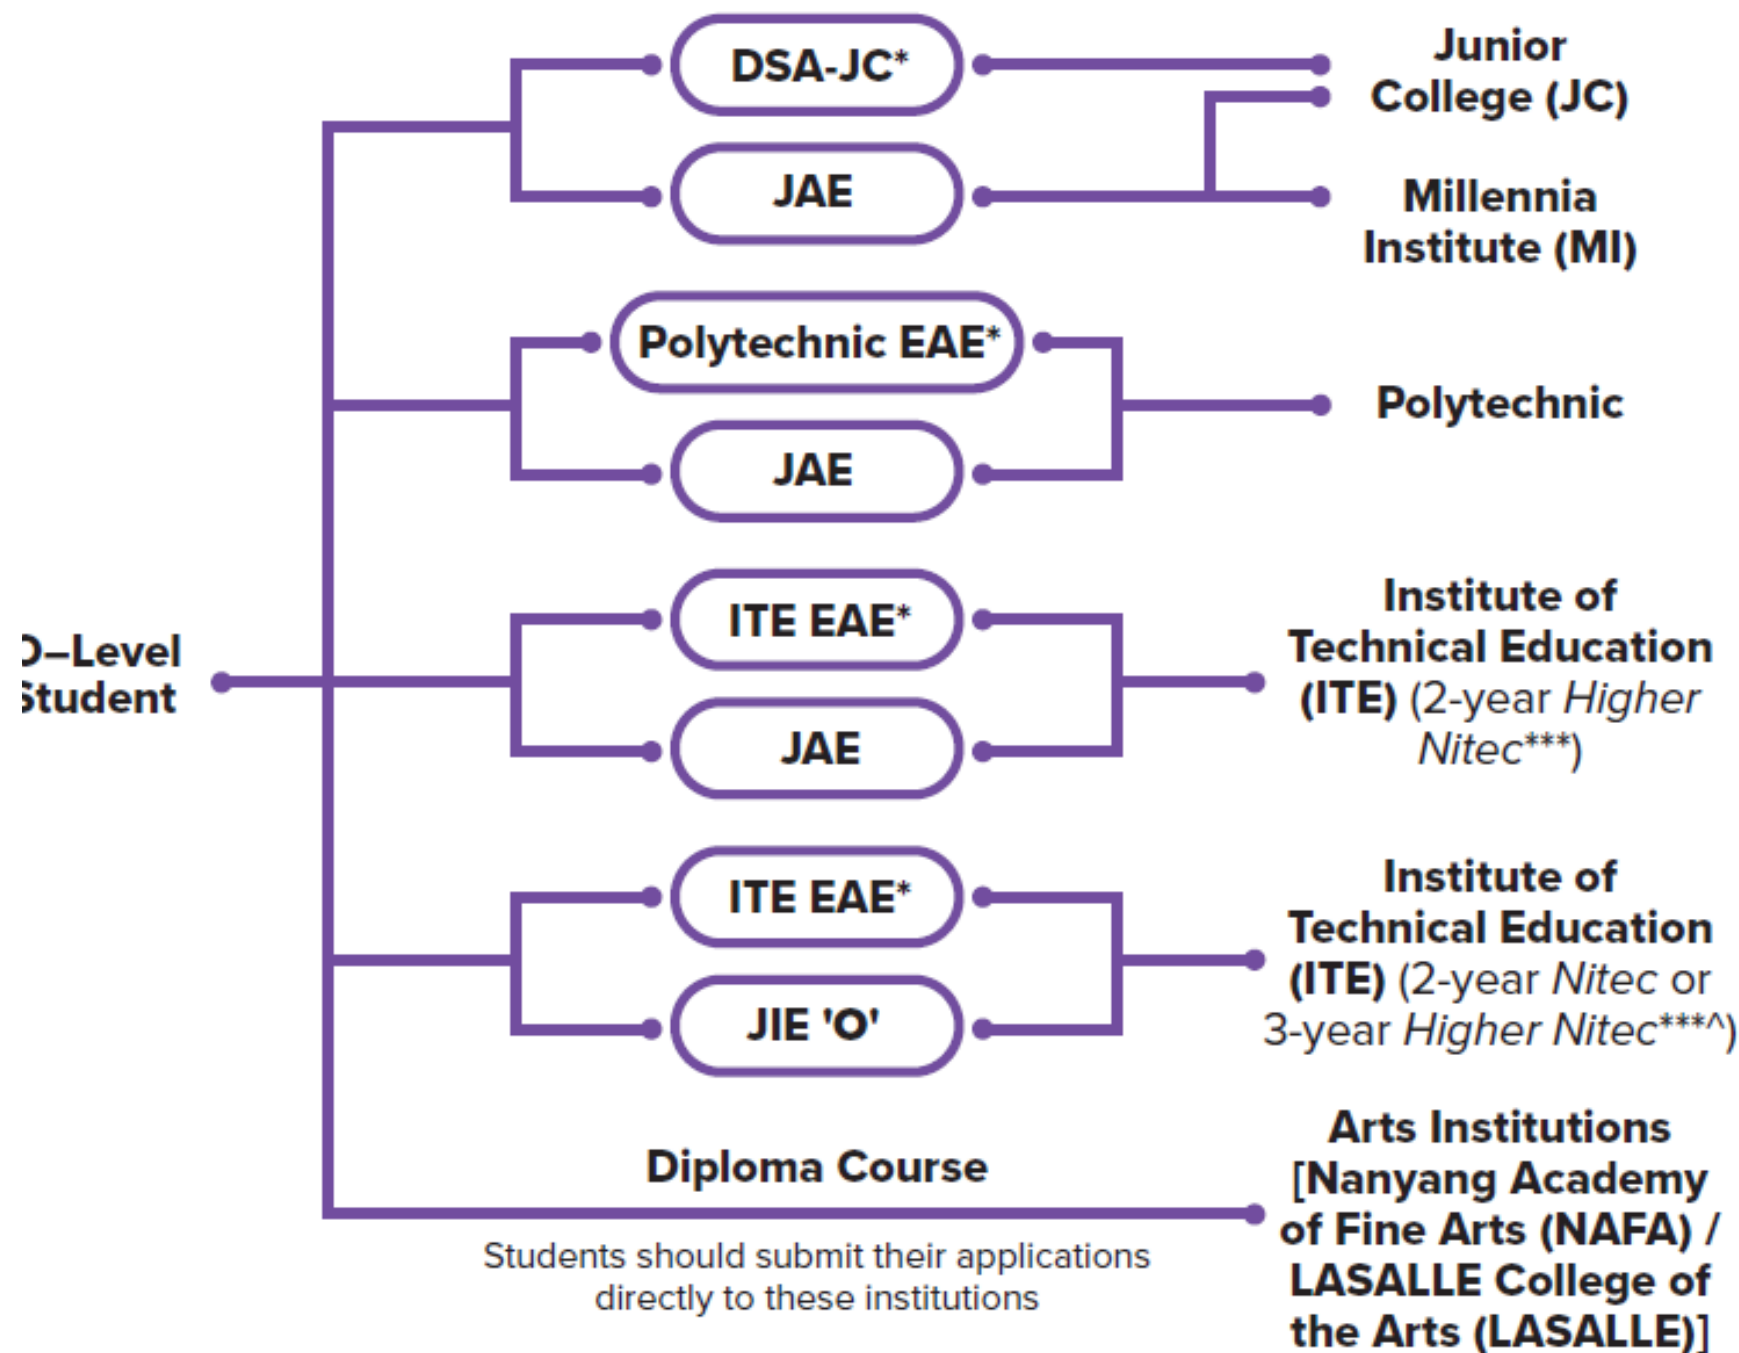 DSA-JC*
Junior
College (JC)
JAE
Millennia
Institute (MI)
Polytechnic EAE*
Polytechnic
JAE
ITE EAE*
Institute of
Technical Education
(ITE) (2-year Higher
Nitec***)
O–Level
Student
JAE
ITE EAE*
Institute of
Technical Education
(ITE) (2-year Nitec or
3-year Higher Nitec***^)
JIE 'O'
Diploma Course
Students should submit their applications
directly to these institutions
Arts Institutions
[Nanyang Academy
of Fine Arts (NAFA) /
LASALLE College of
the Arts (LASALLE)]